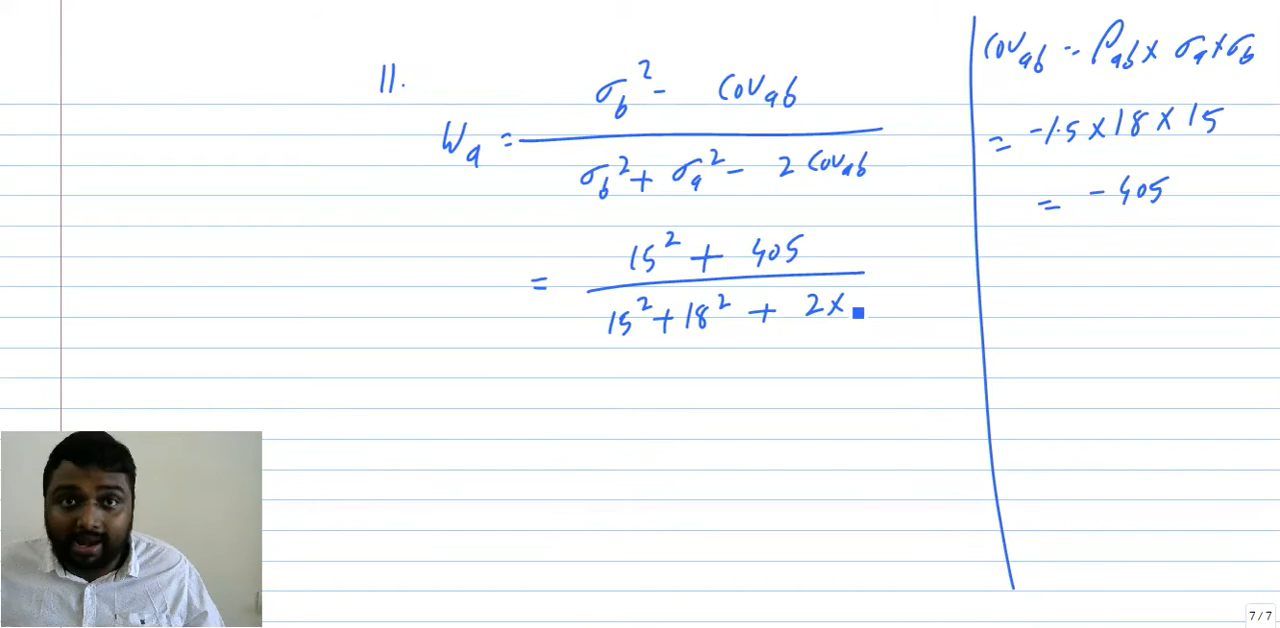 11.
σb² - Covab
Wa =
σb² + σa² - 2 Covab
15² + 405
=
15² + 18² + 2×
Covab = ρab × σa × σb
= -1.5 × 18 × 15
= - 405
7 / 7